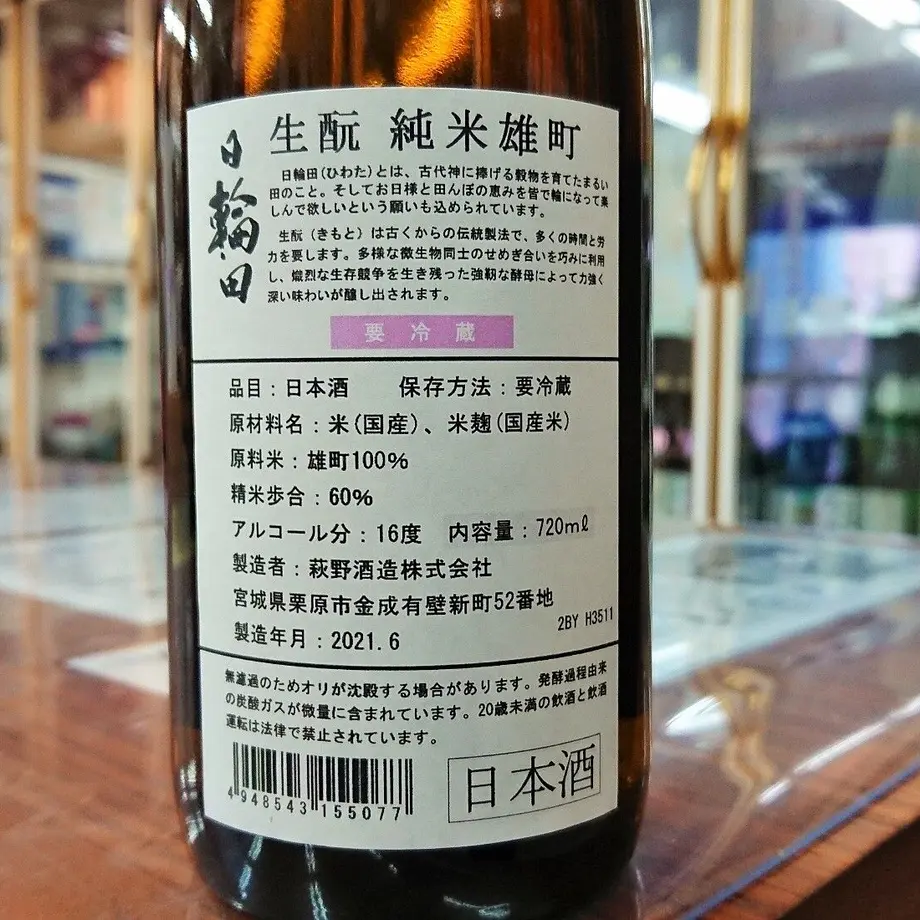 日輪田
生酛 純米雄町
日輪田(ひわた)とは、古代神に捧げる穀物を育てたまるい
田のこと。そしてお日様と田んぼの恵みを皆で輪になって楽
しんで欲しいという願いも込められています。
生酛(きもと)は古くからの伝統製法で、多くの時間と労
力を要します。多様な微生物同士のせめぎ合いを巧みに利用
し、熾烈な生存競争を生き残った強靭な酵母によって力強く
深い味わいが醸し出されます。
要冷蔵
品目：日本酒　保存方法：要冷蔵
原材料名：米(国産)、米麹(国産米)
原料米：雄町100%
精米歩合：60%
アルコール分：16度　内容量：720mℓ
製造者：萩野酒造株式会社
宮城県栗原市金成有壁新町52番地
2BY H3511
製造年月：2021.6
無濾過のためオリが沈殿する場合があります。発酵過程由来
の炭酸ガスが微量に含まれています。20歳未満の飲酒と飲酒
運転は法律で禁止されています。
4948543155077
日本酒